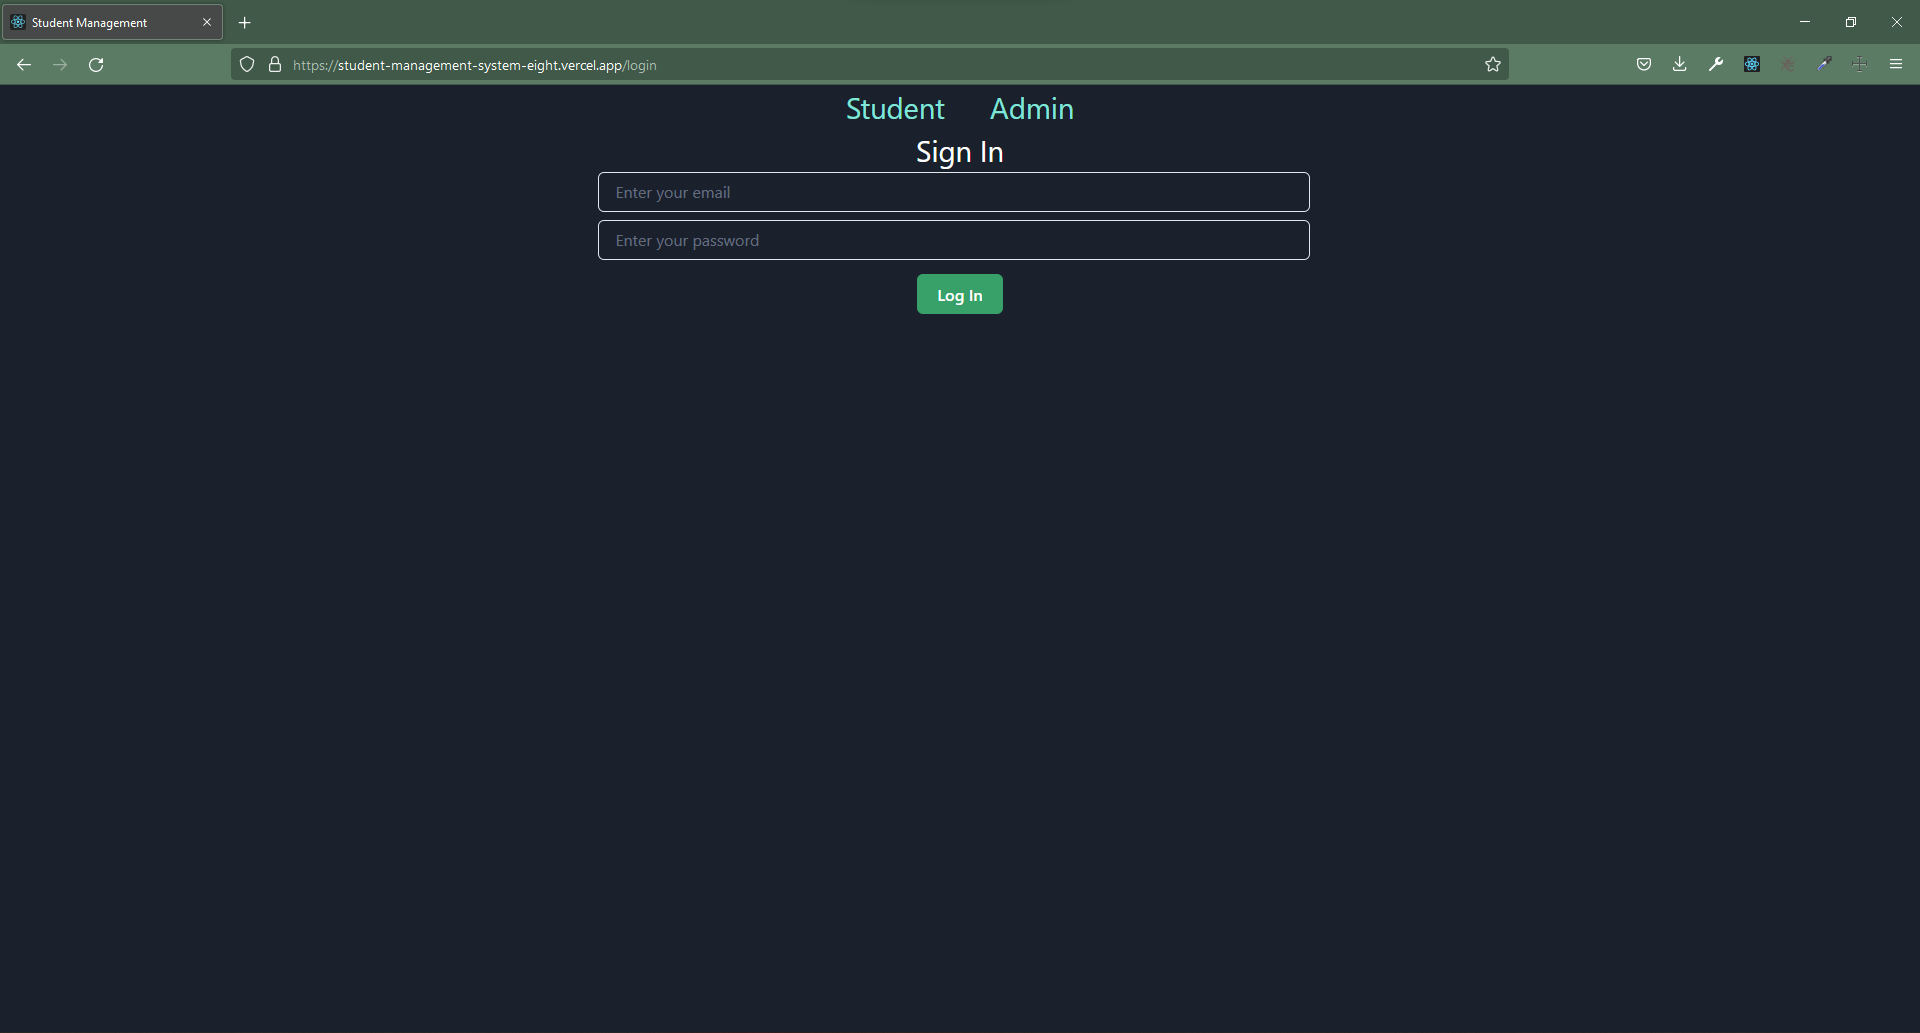 Student Management
https://student-management-system-eight.vercel.app/login
Student Admin
Sign In
Enter your email
Enter your password
Log In